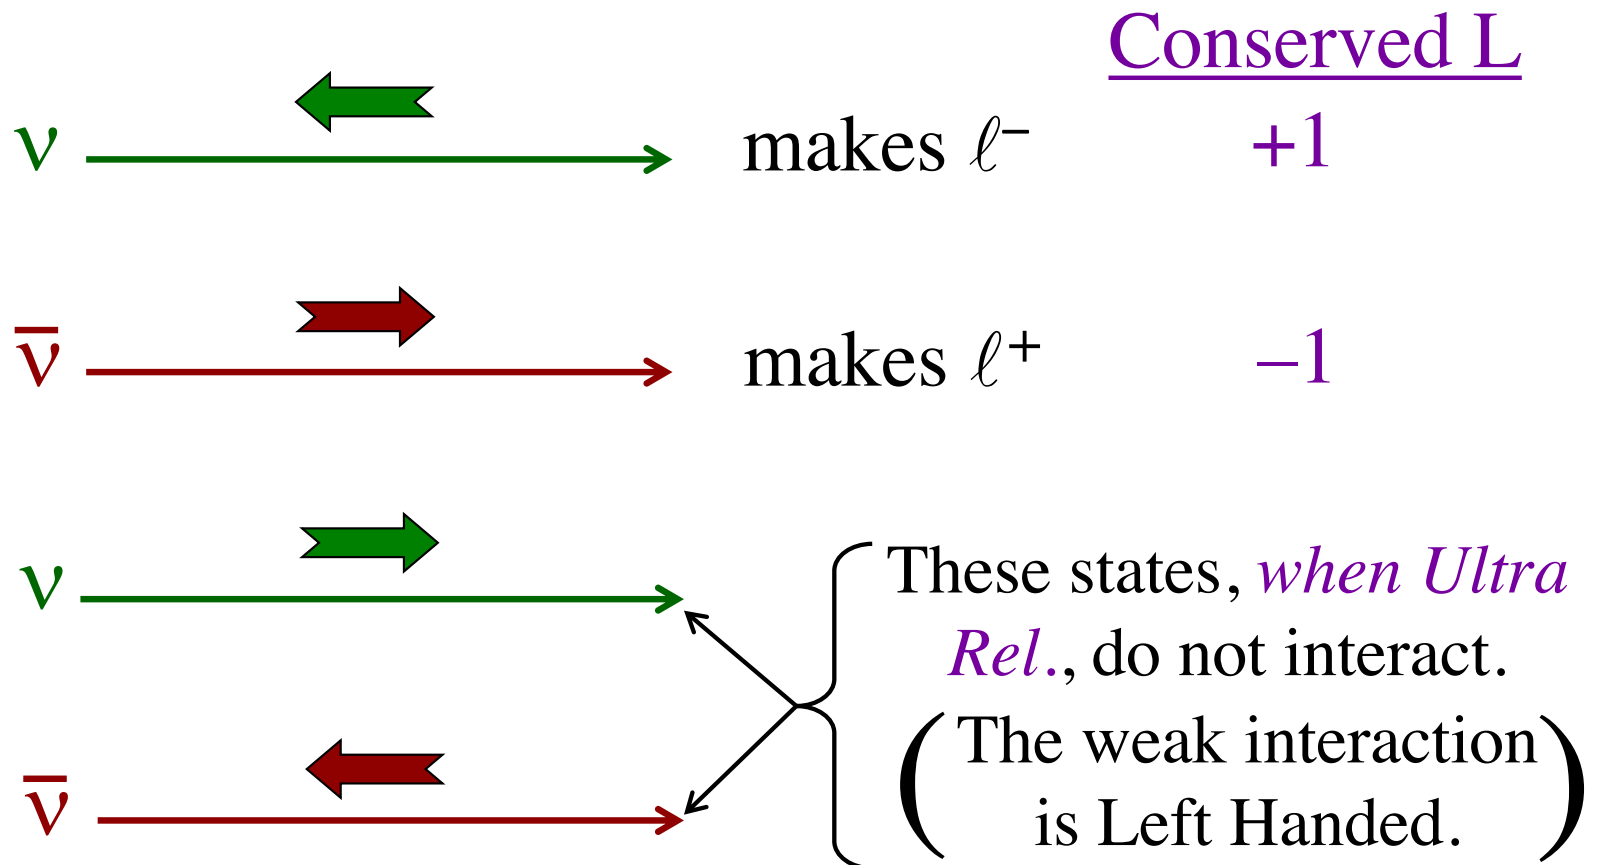 Conserved L
ν makes ℓ⁻ +1
ν̅ makes ℓ⁺ –1
ν
These states, when Ultra
Rel., do not interact.
(The weak interaction
is Left Handed.)
ν̅